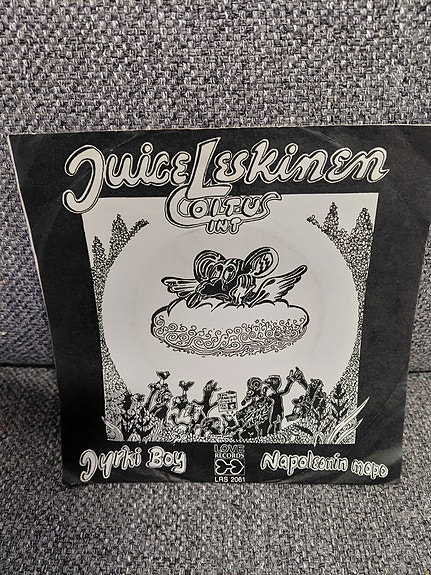 Juice Leskinen
Coitus
Int
Jyrki Boy
LOVE
RECORDS
LRS 2061
Napoleonin mopo